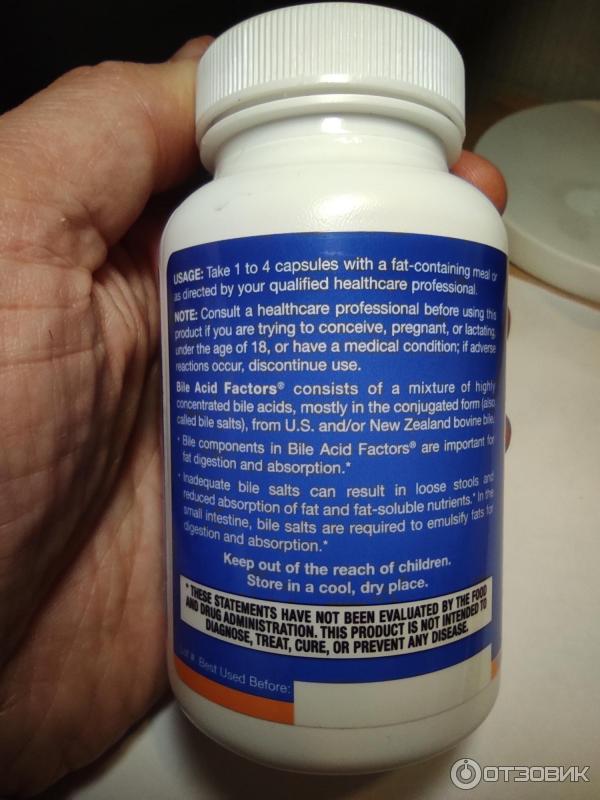 USAGE: Take 1 to 4 capsules with a fat-containing meal or
as directed by your qualified healthcare professional.
NOTE: Consult a healthcare professional before using this
product if you are trying to conceive, pregnant, or lactating,
under the age of 18, or have a medical condition; if adverse
reactions occur, discontinue use.
Bile Acid Factors® consists of a mixture of highly
concentrated bile acids, mostly in the conjugated form (also
called bile salts), from U.S. and/or New Zealand bovine bile.
• Bile components in Bile Acid Factors® are important for
fat digestion and absorption.*
• Inadequate bile salts can result in loose stools and
reduced absorption of fat and fat-soluble nutrients.* In the
small intestine, bile salts are required to emulsify fats for
digestion and absorption.*
Keep out of the reach of children.
Store in a cool, dry place.
* THESE STATEMENTS HAVE NOT BEEN EVALUATED BY THE FOOD
AND DRUG ADMINISTRATION. THIS PRODUCT IS NOT INTENDED TO
DIAGNOSE, TREAT, CURE, OR PREVENT ANY DISEASE.
Lot #, Best Used Before:
ОТЗОВИК